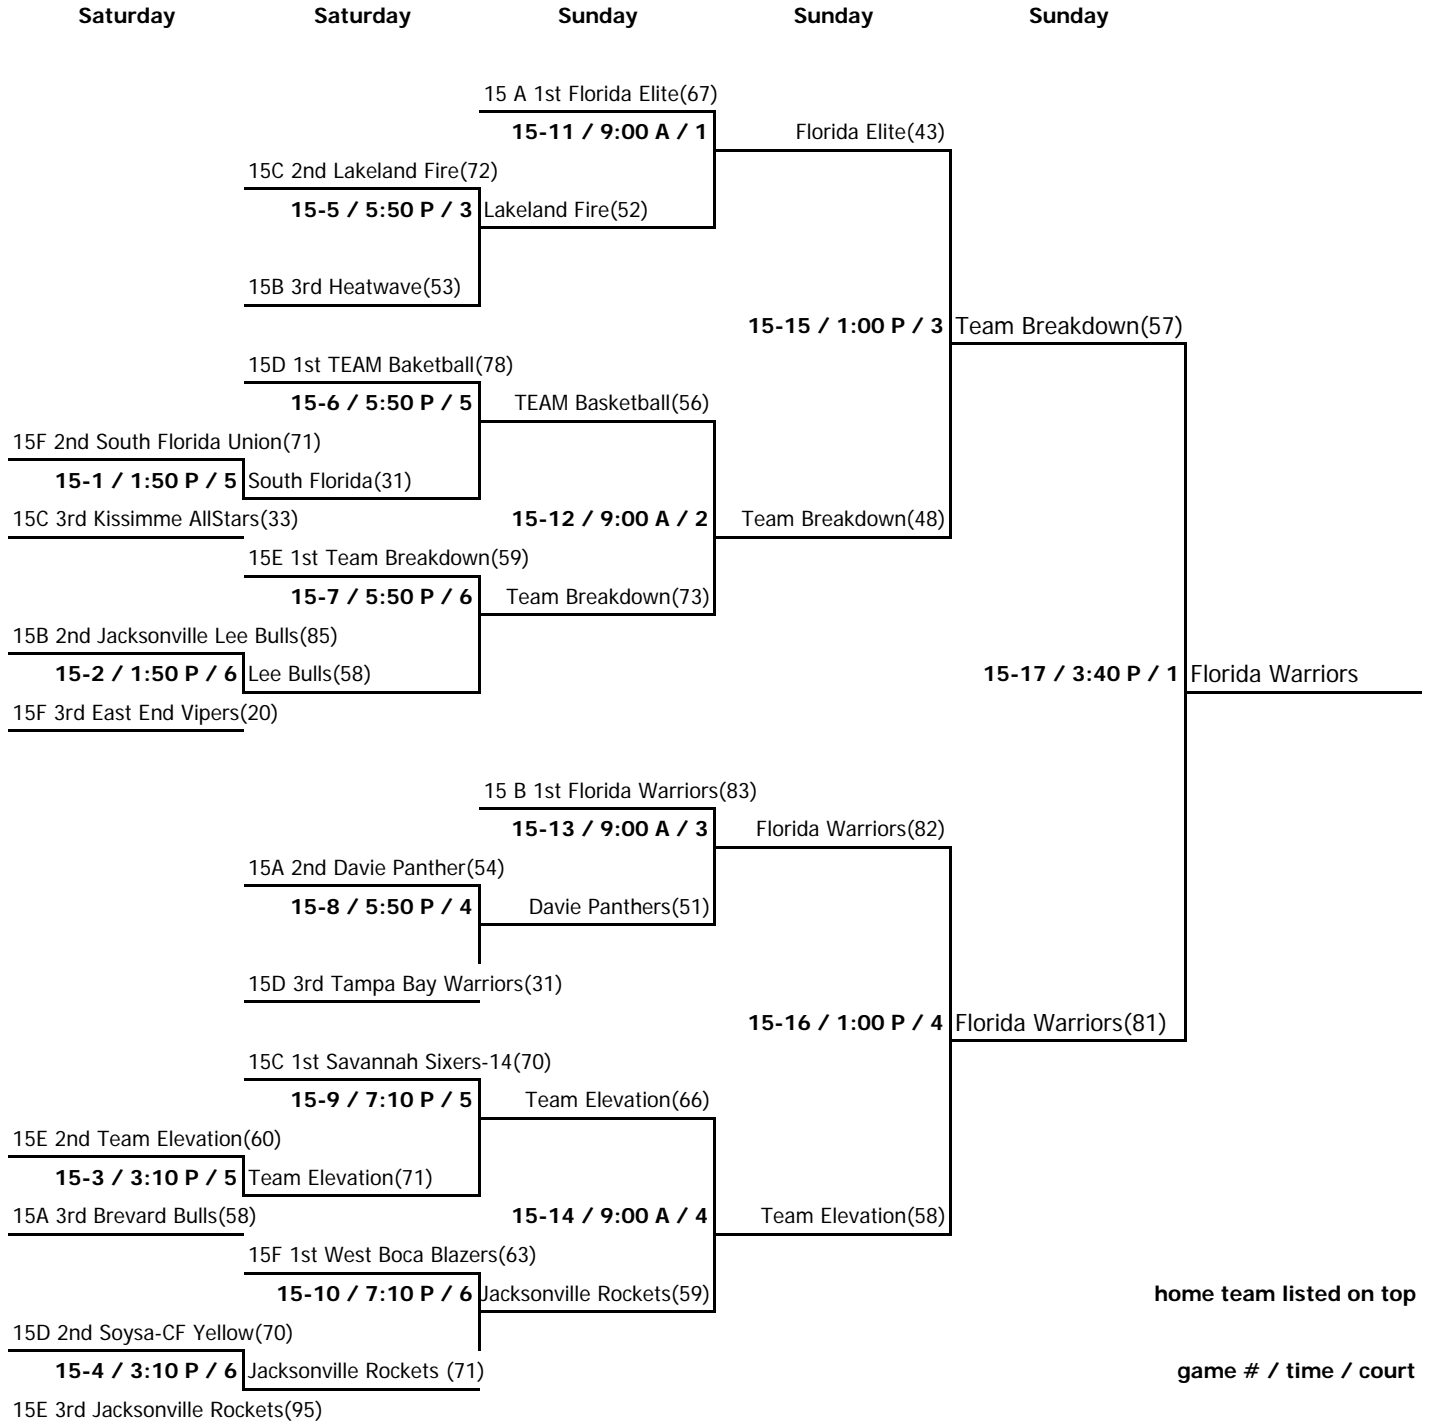 Saturday Saturday Sunday Sunday Sunday
15 A 1st Florida Elite(67)
15-11 / 9:00 A / 1 Florida Elite(43)
15C 2nd Lakeland Fire(72)
15-5 / 5:50 P / 3 Lakeland Fire(52)
15B 3rd Heatwave(53)
15-15 / 1:00 P / 3 Team Breakdown(57)
15D 1st TEAM Baketball(78)
15-6 / 5:50 P / 5 TEAM Basketball(56)
15F 2nd South Florida Union(71)
15-1 / 1:50 P / 5 South Florida(31)
15C 3rd Kissimme AllStars(33) 15-12 / 9:00 A / 2 Team Breakdown(48)
15E 1st Team Breakdown(59)
15-7 / 5:50 P / 6 Team Breakdown(73)
15B 2nd Jacksonville Lee Bulls(85)
15-2 / 1:50 P / 6 Lee Bulls(58) 15-17 / 3:40 P / 1 Florida Warriors
15F 3rd East End Vipers(20)
15 B 1st Florida Warriors(83)
15-13 / 9:00 A / 3 Florida Warriors(82)
15A 2nd Davie Panther(54)
15-8 / 5:50 P / 4 Davie Panthers(51)
15D 3rd Tampa Bay Warriors(31)
15-16 / 1:00 P / 4 Florida Warriors(81)
15C 1st Savannah Sixers-14(70)
15-9 / 7:10 P / 5 Team Elevation(66)
15E 2nd Team Elevation(60)
15-3 / 3:10 P / 5 Team Elevation(71)
15A 3rd Brevard Bulls(58) 15-14 / 9:00 A / 4 Team Elevation(58)
15F 1st West Boca Blazers(63)
15-10 / 7:10 P / 6 Jacksonville Rockets(59) home team listed on top
15D 2nd Soysa-CF Yellow(70)
15-4 / 3:10 P / 6 Jacksonville Rockets (71) game # / time / court
15E 3rd Jacksonville Rockets(95)